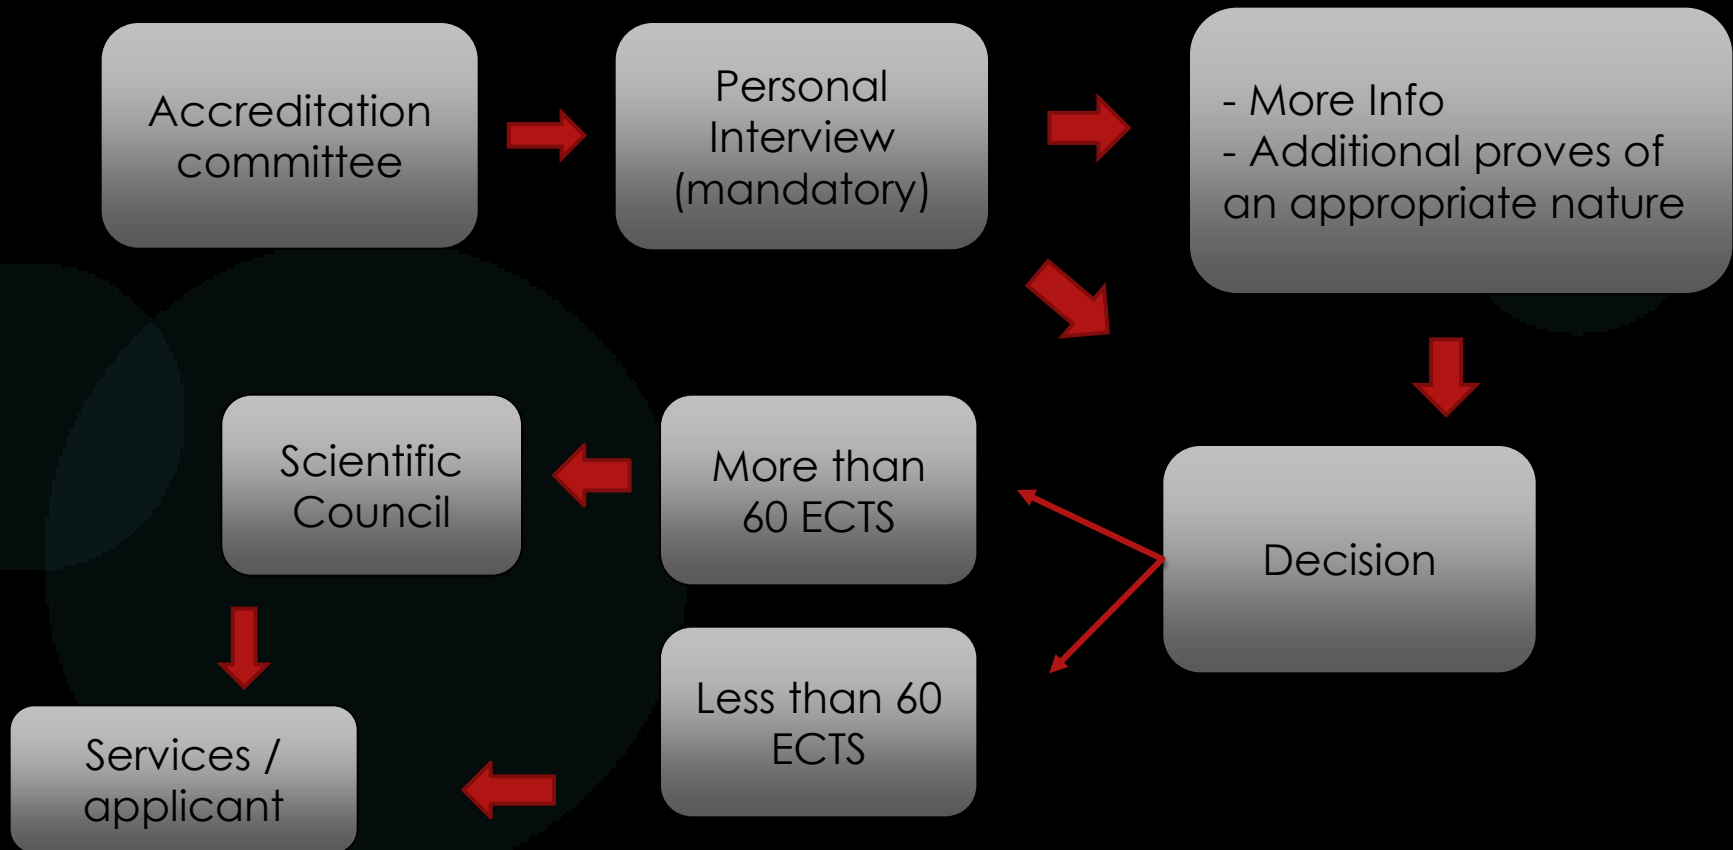 Accreditation
committee
Personal
Interview
(mandatory)
- More Info
- Additional proves of
an appropriate nature
Scientific
Council
More than
60 ECTS
Decision
Less than 60
ECTS
Services /
applicant